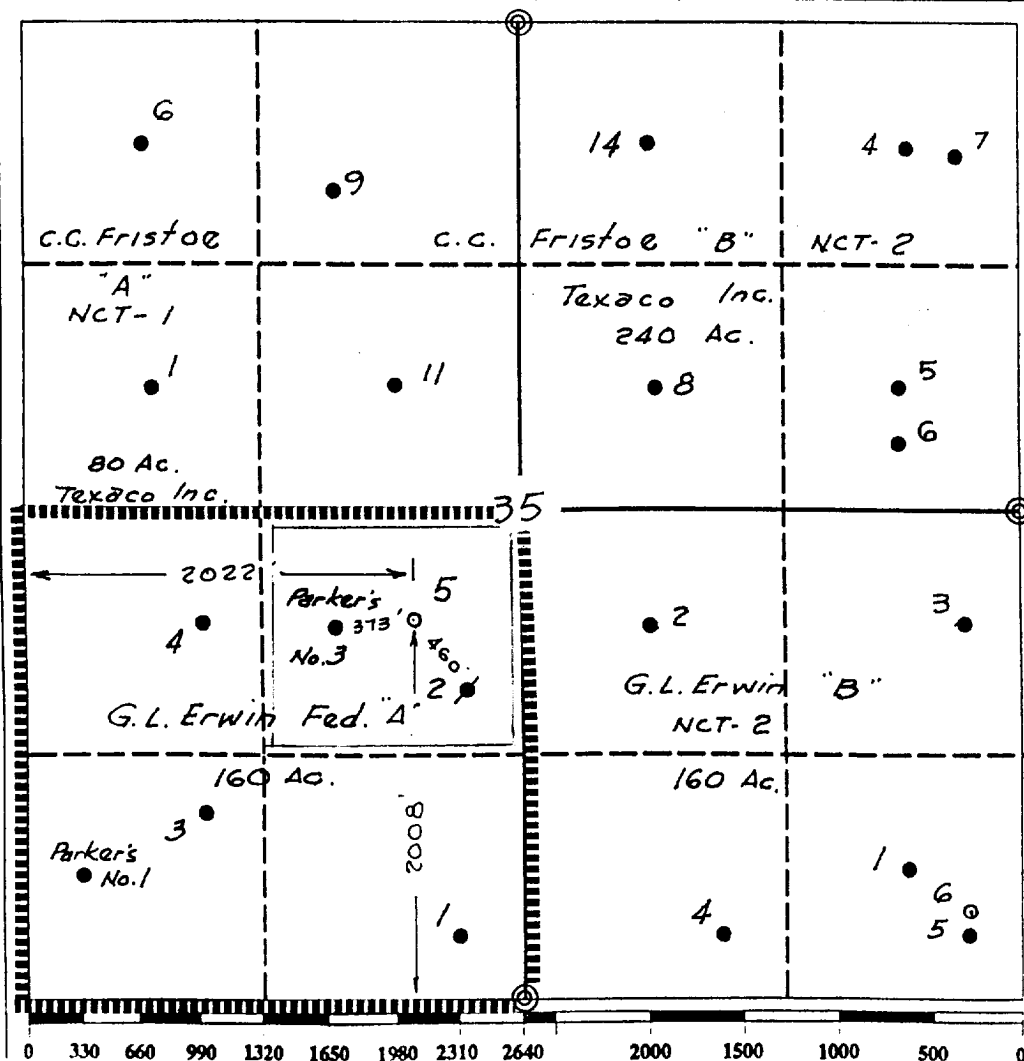 6
14
4
7
9
C.C. Fristoe
C.C. Fristoe "B" NCT-2
"A"
NCT-1
Texaco Inc.
240 Ac.
1
11
8
5
6
80 Ac.
Texaco Inc.
35
2022'
Parker's
No.3
373'
5
4
2
2
3
G.L. Erwin Fed. "A"
G.L. Erwin "B"
NCT-2
160 Ac.
160 Ac.
3
2008'
Parker's
No.1
1
1
6
4
5
0 330 660 990 1320 1650 1980 2310 2640 2000 1500 1000 500 0